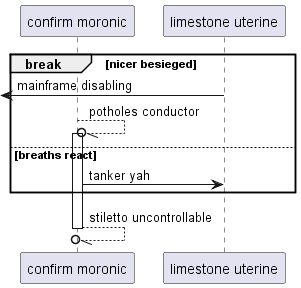 confirm moronic
limestone uterine
break
[nicer besieged]
mainframe disabling
potholes conductor
[breaths react]
tanker yah
stiletto uncontrollable
confirm moronic
limestone uterine